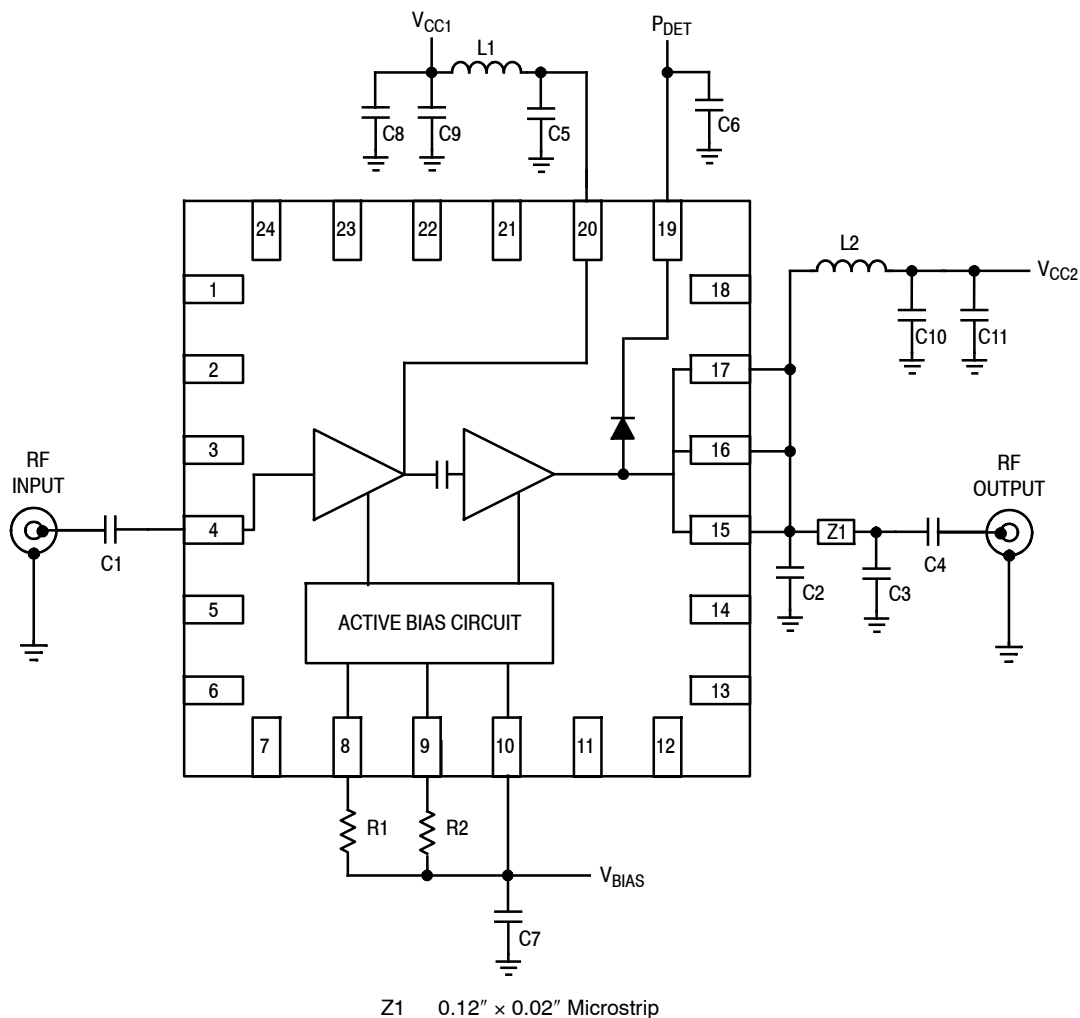 VCC1
PDET
L1
C8
C9
C5
C6
24
23
22
21
20
19
L2
VCC2
1
18
C10
C11
2
17
3
16
RF
INPUT
RF
OUTPUT
4
15
Z1
C1
C4
C2
C3
5
ACTIVE BIAS CIRCUIT
14
6
13
7
8
9
10
11
12
R1
R2
VBIAS
C7
Z1 0.12″ × 0.02″ Microstrip